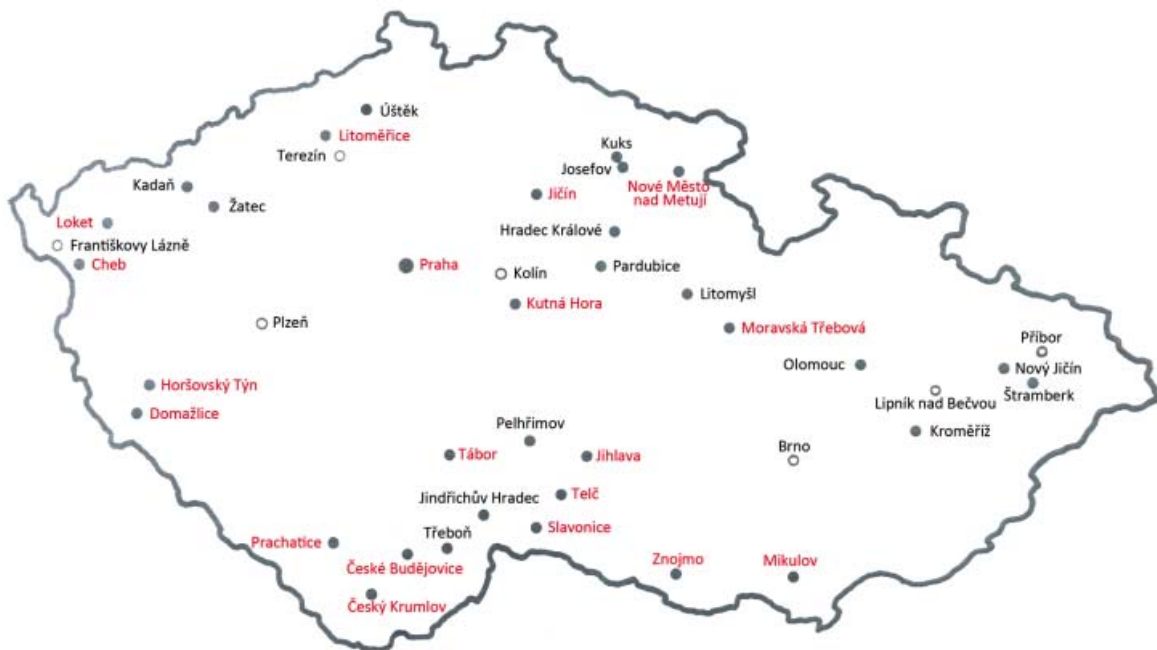 Úštěk
Litoměřice
Terezín
Kuks
Josefov
Nové Město
nad Metují
Kadaň
Jičín
Žatec
Loket
Hradec Králové
Františkovy Lázně
Cheb
Praha
Kolín
Pardubice
Litomyšl
Kutná Hora
Plzeň
Moravská Třebová
Příbor
Olomouc
Nový Jičín
Horšovský Týn
Štramberk
Lipník nad Bečvou
Domažlice
Kroměříž
Pelhřimov
Brno
Tábor
Jihlava
Jindřichův Hradec
Telč
Třeboň
Slavonice
Prachatice
České Budějovice
Znojmo
Mikulov
Český Krumlov